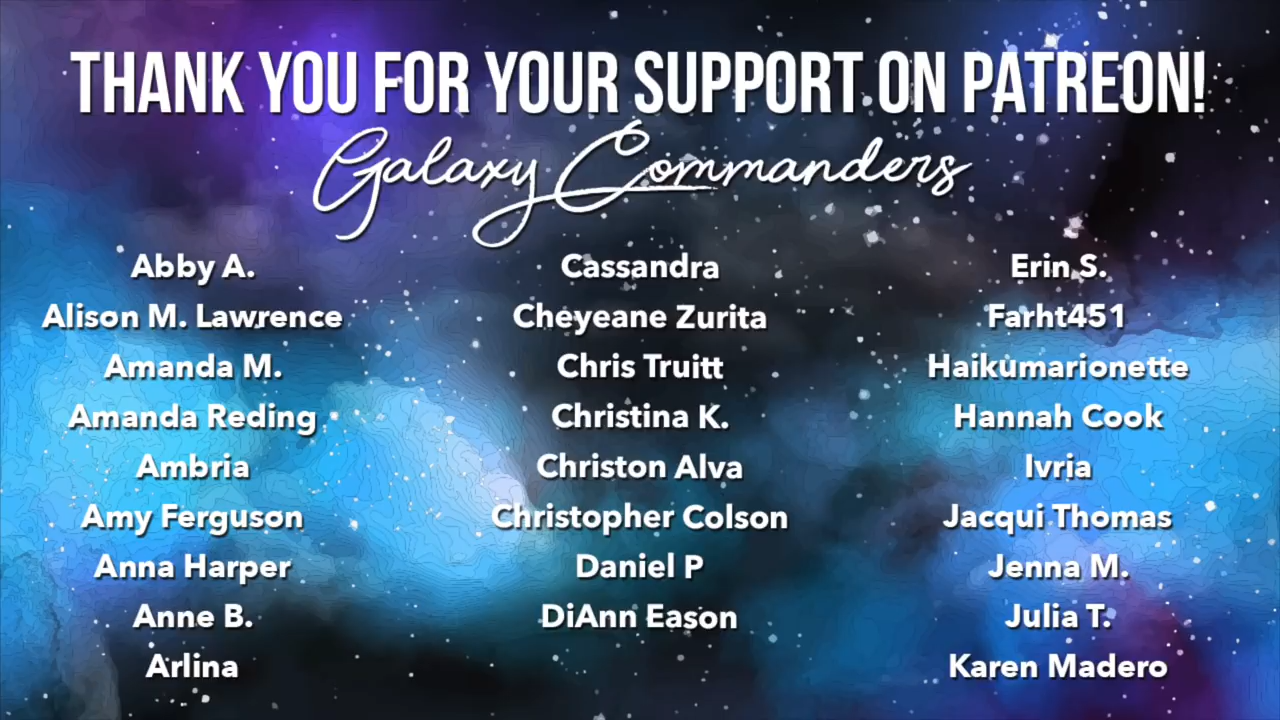 THANK YOU FOR YOUR SUPPORT ON PATREON!
Galaxy Commanders
Abby A.
Alison M. Lawrence
Amanda M.
Amanda Reding
Ambria
Amy Ferguson
Anna Harper
Anne B.
Arlina
Cassandra
Cheyeane Zurita
Chris Truitt
Christina K.
Christon Alva
Christopher Colson
Daniel P
DiAnn Eason
Erin S.
Farht451
Haikumarionette
Hannah Cook
Ivria
Jacqui Thomas
Jenna M.
Julia T.
Karen Madero